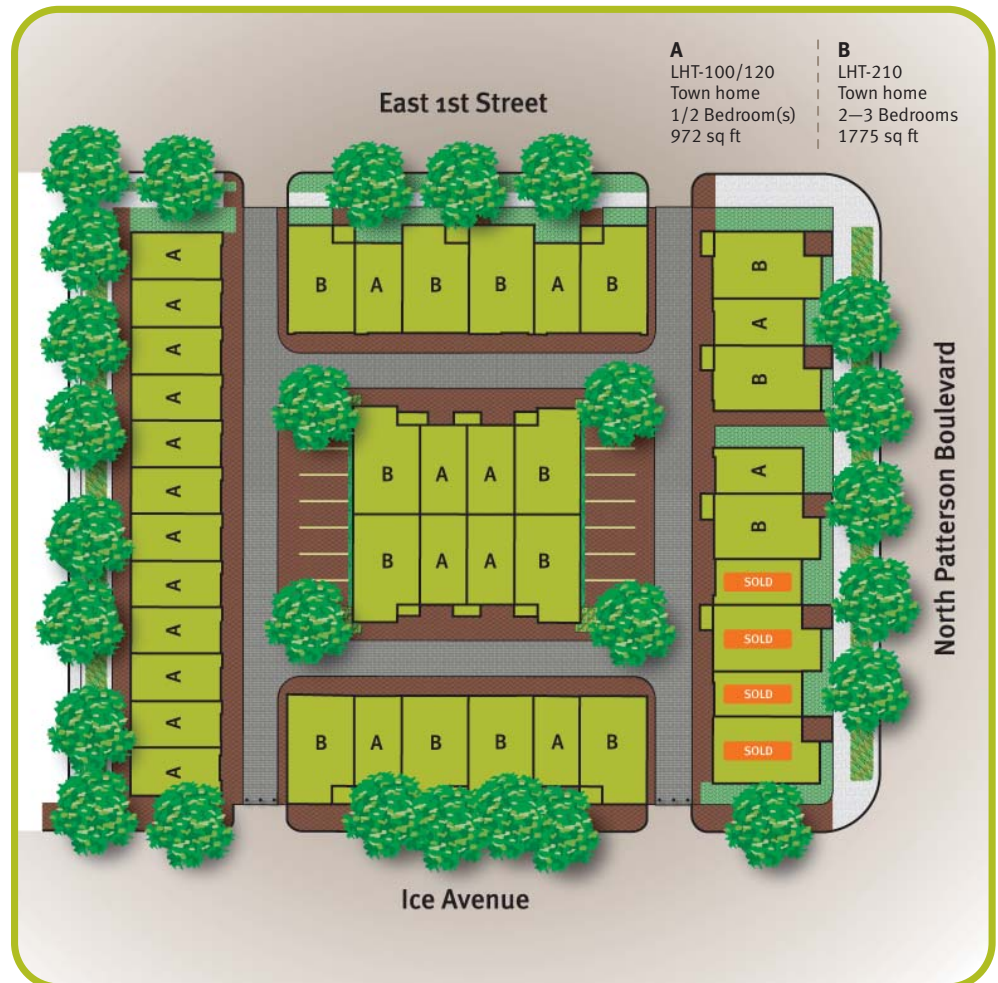 A
LHT-100/120
Town home
1/2 Bedroom(s)
972 sq ft
B
LHT-210
Town home
2—3 Bedrooms
1775 sq ft
East 1st Street
A
A
A
A
A
A
A
A
A
A
A
A
B A B B A B
B A A B
B A A B
B A B B A B
B
A
B
A
B
SOLD
SOLD
SOLD
SOLD
North Patterson Boulevard
Ice Avenue